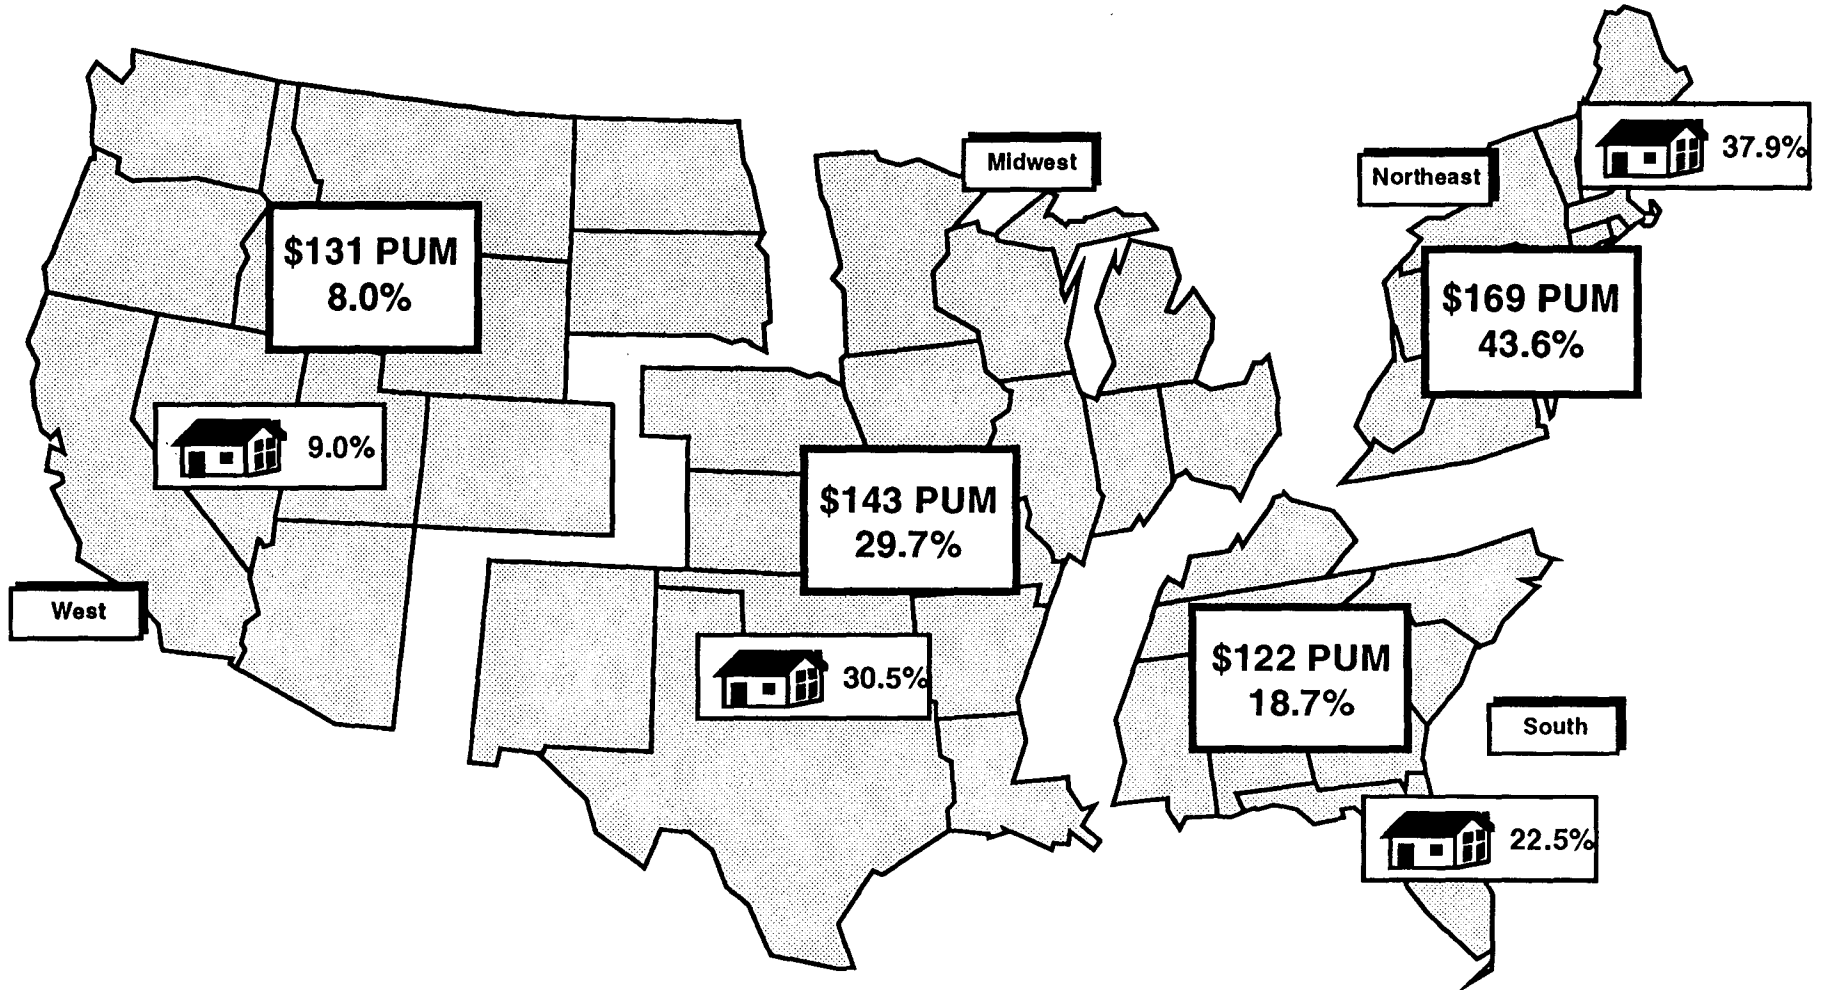 Midwest
Northeast
37.9%
$131 PUM
8.0%
$169 PUM
43.6%
9.0%
$143 PUM
29.7%
West
30.5%
$122 PUM
18.7%
South
22.5%